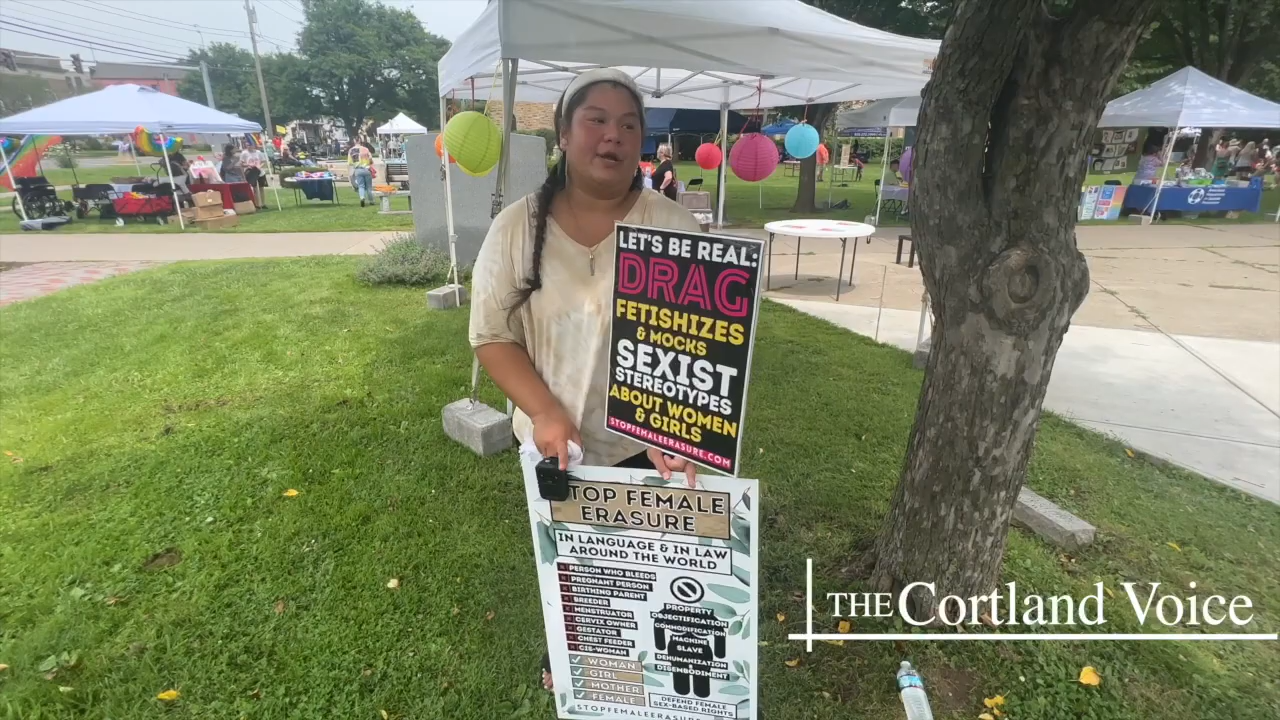 LET'S BE REAL:
DRAG
FETISHIZES
& MOCKS
SEXIST
STEREOTYPES
ABOUT WOMEN
& GIRLS
STOPFEMALEERASURE.COM
TOP FEMALE
ERASURE
IN LANGUAGE & IN LAW
AROUND THE WORLD
PERSON WHO BLEEDS
PREGNANT PERSON
BIRTHING PARENT
BREEDER
MENSTRUATOR
CERVIX OWNER
GESTATOR
CHEST FEEDER
CIS-WOMAN
WOMAN
GIRL
MOTHER
FEMALE
PROPERTY
OBJECTIFICATION
COMMODIFICATION
MACHINE
SLAVE
DEHUMANIZATION
DISEMBODIMENT
DEFEND FEMALE
SEX-BASED RIGHTS
STOPFEMALEERASURE
THE Cortland Voice